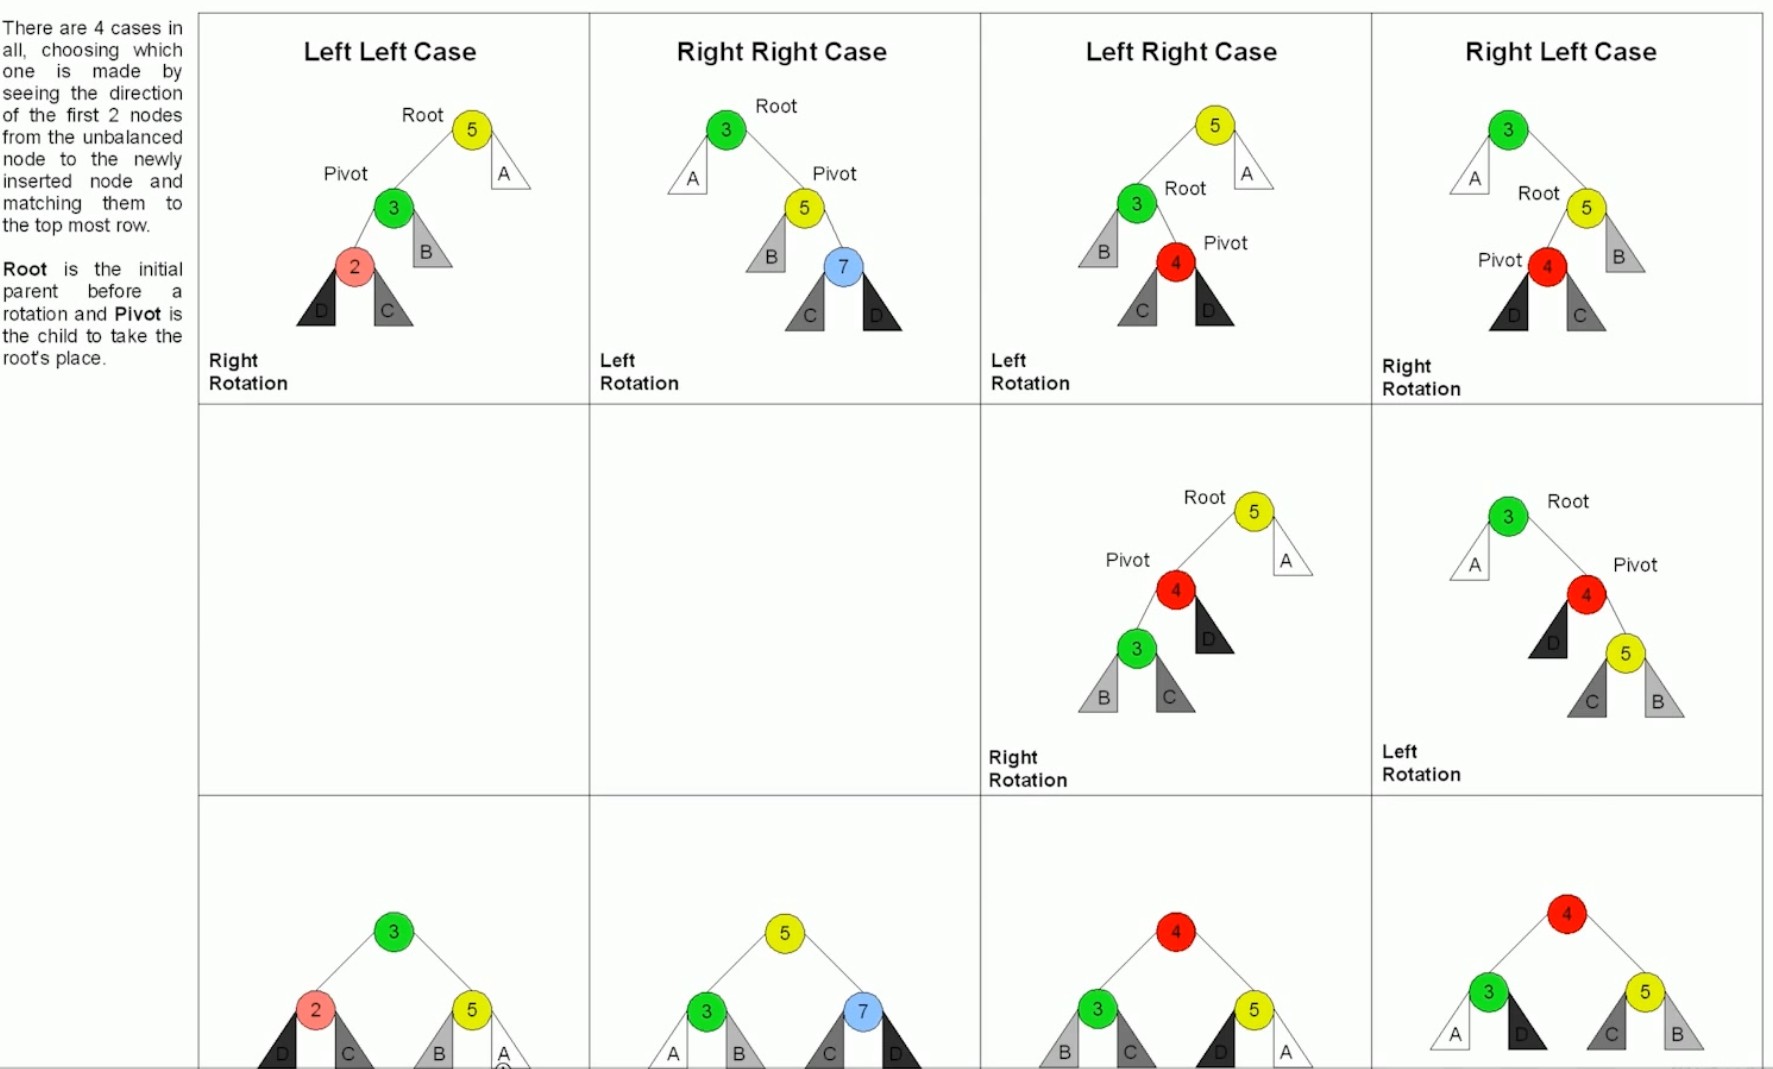 There are 4 cases in
all, choosing which
one is made by
seeing the direction
of the first 2 nodes
from the unbalanced
node to the newly
inserted node and
matching them to
the top most row.
Root is the initial
parent before a
rotation and Pivot is
the child to take the
root's place.
Left Left Case
Root
5
Pivot
A
3
B
2
D
C
Right
Rotation
Right Right Case
Root
3
A
Pivot
5
B
7
C
D
Left
Rotation
Left Right Case
5
A
Root
3
B
Pivot
4
C
D
Left
Rotation
Right Left Case
3
A
Root
5
Pivot
4
B
D
C
Right
Rotation
Root
5
Pivot
A
4
D
3
B
C
Right
Rotation
Root
3
A
Pivot
4
D
5
C
B
Left
Rotation
3
2
5
D
C
B
A
5
3
7
A
B
C
D
4
3
5
B
C
D
A
4
3
5
A
D
C
B